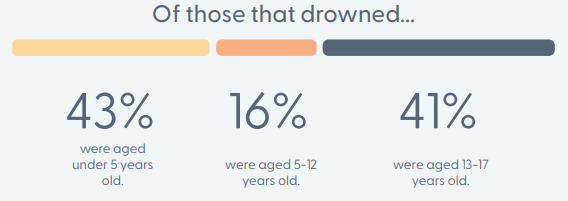 Of those that drowned...
43%
were aged
under 5 years
old.
16%
were aged 5-12
years old.
41%
were aged 13-17
years old.